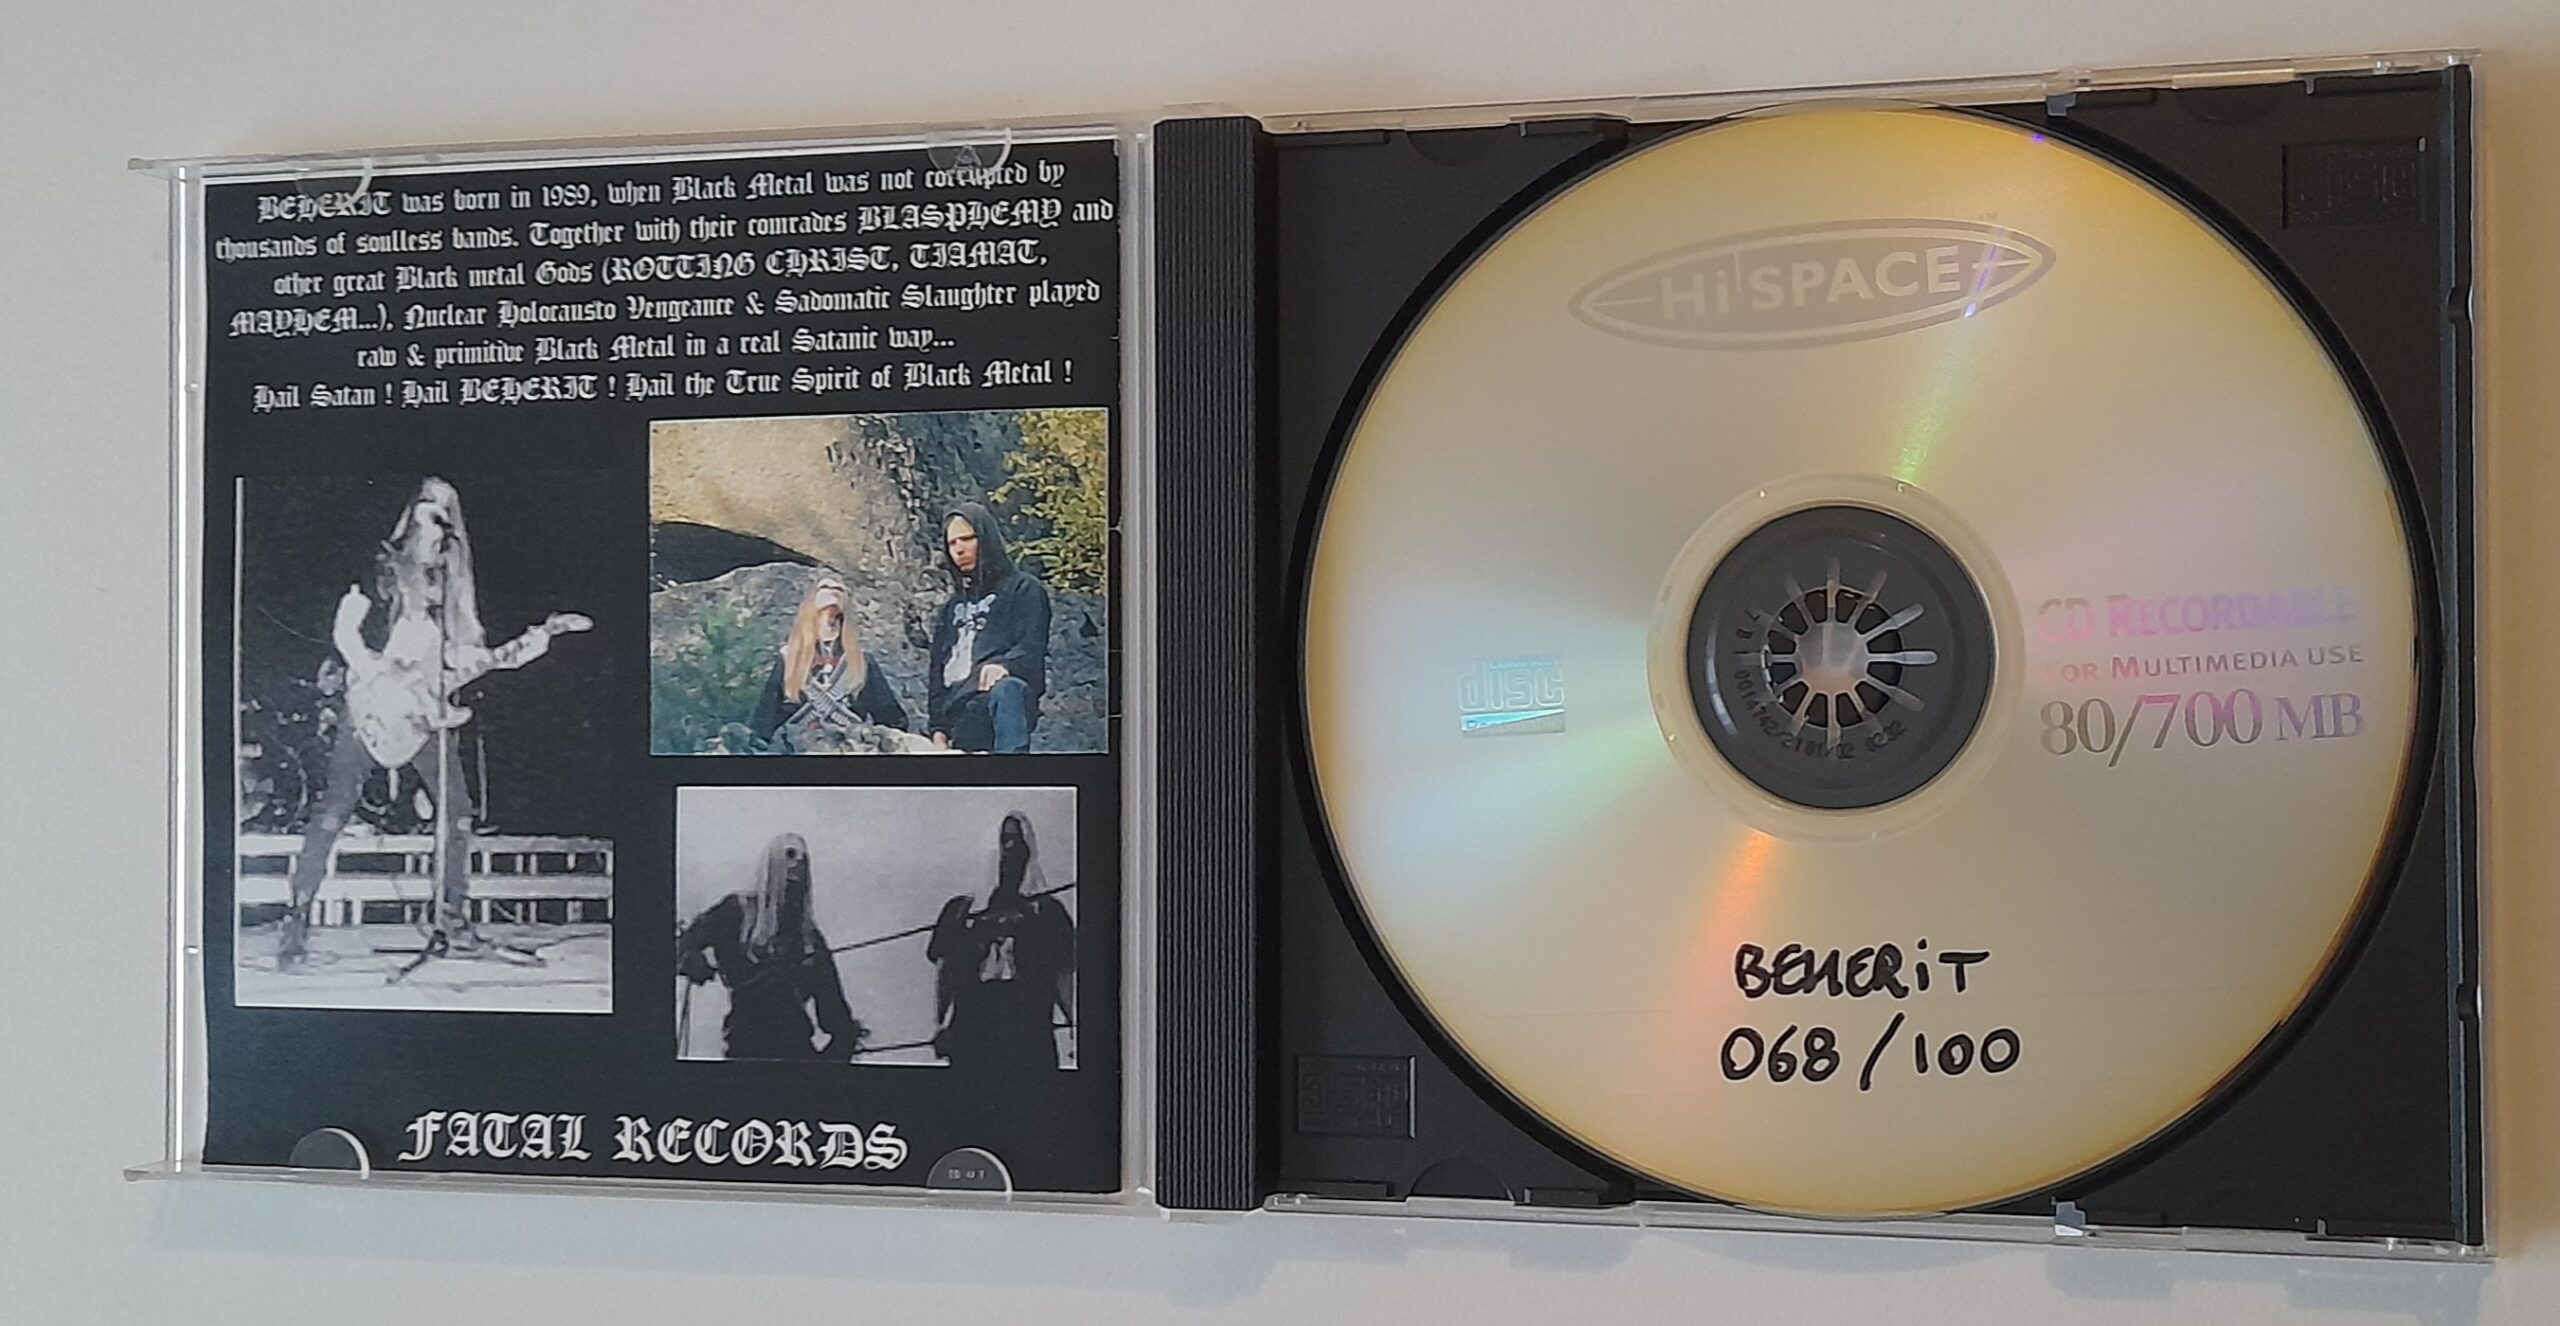 BEHERIT was born in 1989, when Black Metal was not corrupted by
thousands of soulless bands. Together with their comrades BLASPHEMY and
other great Black metal Gods (ROTTING CHRIST, TIAMAT,
MAYHEM...), Nuclear Holocausto Vengeance & Sadomatic Slaughter played
raw & primitive Black Metal in a real Satanic way...
Hail Satan ! Hail BEHERIT ! Hail the True Spirit of Black Metal !
FATAL RECORDS
HiSPACE
COMPACT
disc
Recordable
CD RECORDABLE
FOR MULTIMEDIA USE
80/700 MB
BEHERiT
068/100